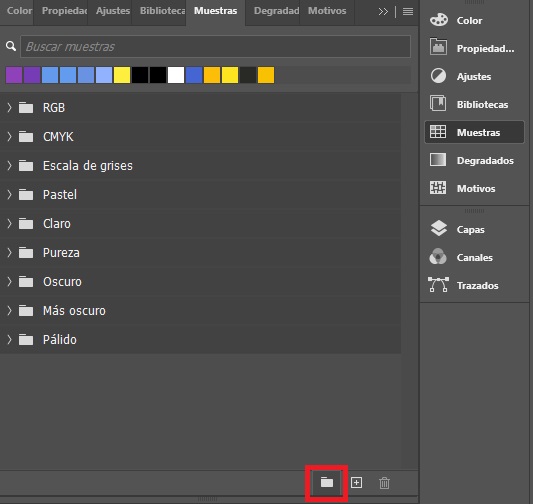 Color Propiedad Ajustes Biblioteca Muestras Degradad Motivos
Buscar muestras
RGB
CMYK
Escala de grises
Pastel
Claro
Pureza
Oscuro
Más oscuro
Pálido
Color
Propiedad...
Ajustes
Bibliotecas
Muestras
Degradados
Motivos
Capas
Canales
Trazados